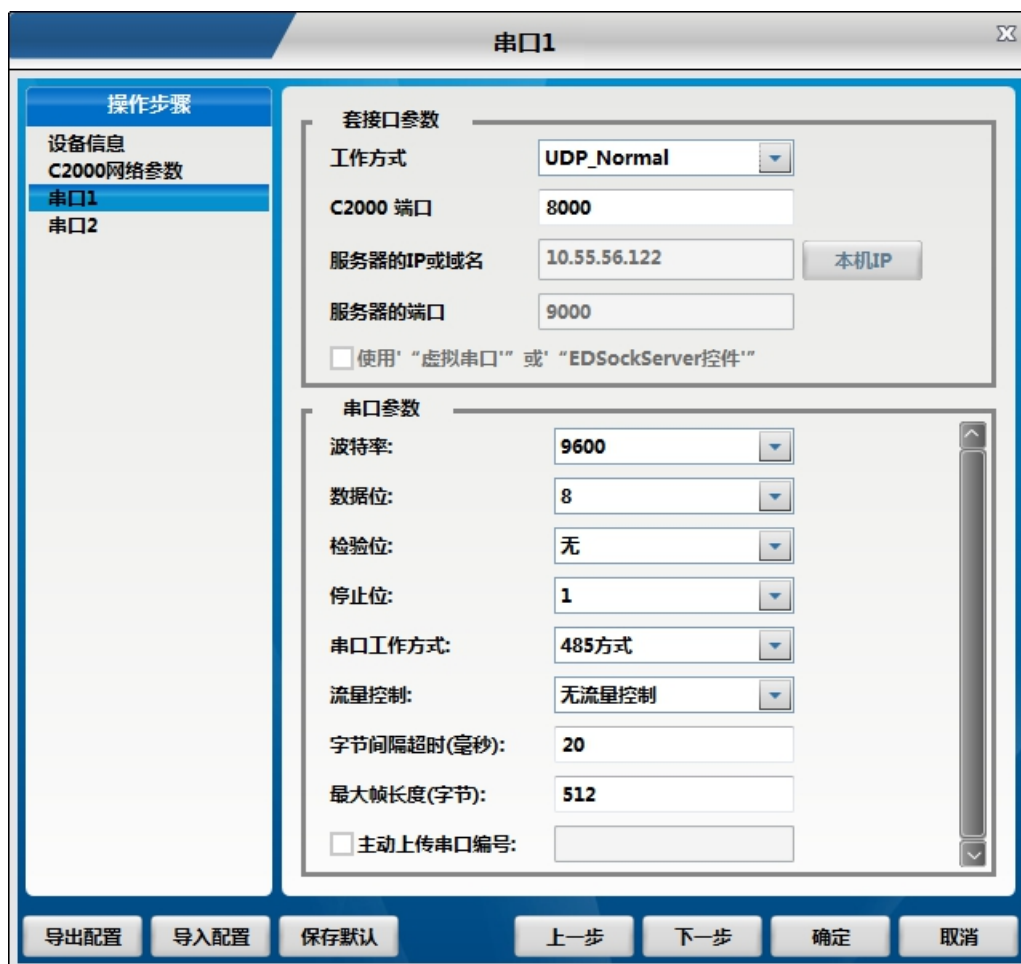 串口1
操作步骤
设备信息
C2000网络参数
串口1
串口2
套接口参数
工作方式 UDP_Normal
C2000 端口 8000
服务器的IP或域名 10.55.56.122 本机IP
服务器的端口 9000
使用'“虚拟串口'”或'“EDSockServer控件'”
串口参数
波特率: 9600
数据位: 8
检验位: 无
停止位: 1
串口工作方式: 485方式
流量控制: 无流量控制
字节间隔超时(毫秒): 20
最大帧长度(字节): 512
主动上传串口编号:
导出配置 导入配置 保存默认 上一步 下一步 确定 取消